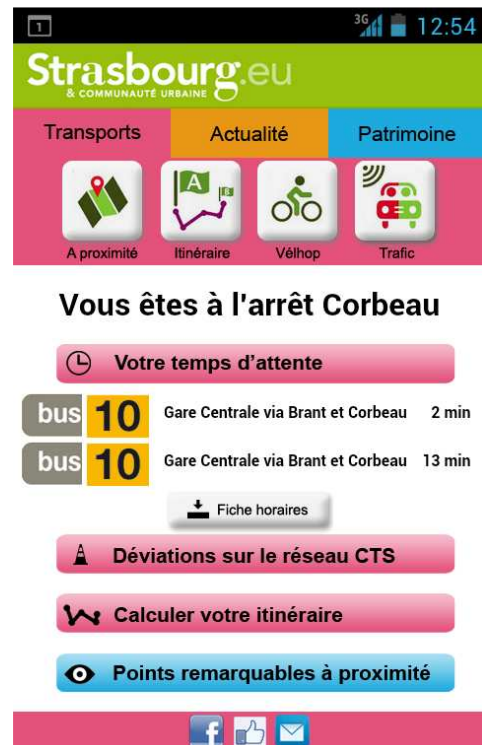 1
3G 12:54
Strasbourg.eu
& COMMUNAUTÉ URBAINE
Transports Actualité Patrimoine
A B
A proximité Itinéraire Vélhop Trafic
Vous êtes à l'arrêt Corbeau
Votre temps d'attente
bus 10 Gare Centrale via Brant et Corbeau 2 min
bus 10 Gare Centrale via Brant et Corbeau 13 min
Fiche horaires
Déviations sur le réseau CTS
Calculer votre itinéraire
Points remarquables à proximité
f